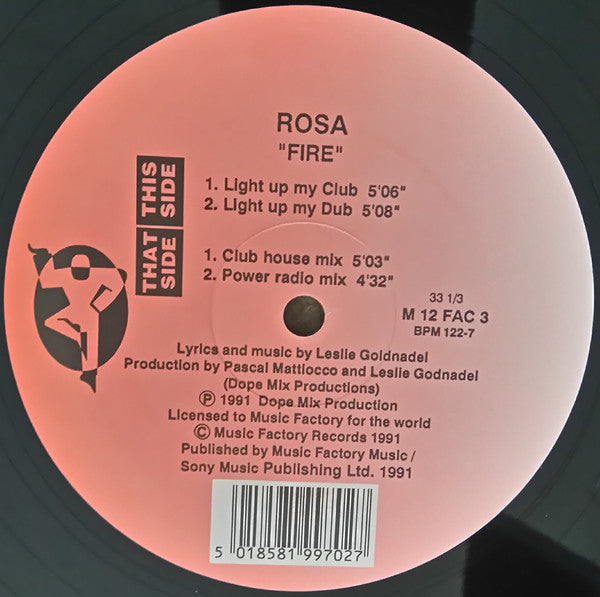 ROSA
"FIRE"
THIS SIDE
1. Light up my Club 5'06"
2. Light up my Dub 5'08"
THAT SIDE
1. Club house mix 5'03"
2. Power radio mix 4'32"
33 1/3
M 12 FAC 3
BPM 122-7
Lyrics and music by Leslie Goldnadel
Production by Pascal Mattiocco and Leslie Godnadel
(Dope Mix Productions)
Ⓟ 1991 Dope Mix Production
Licensed to Music Factory for the world
© Music Factory Records 1991
Published by Music Factory Music /
Sony Music Publishing Ltd. 1991
5 018581 997027